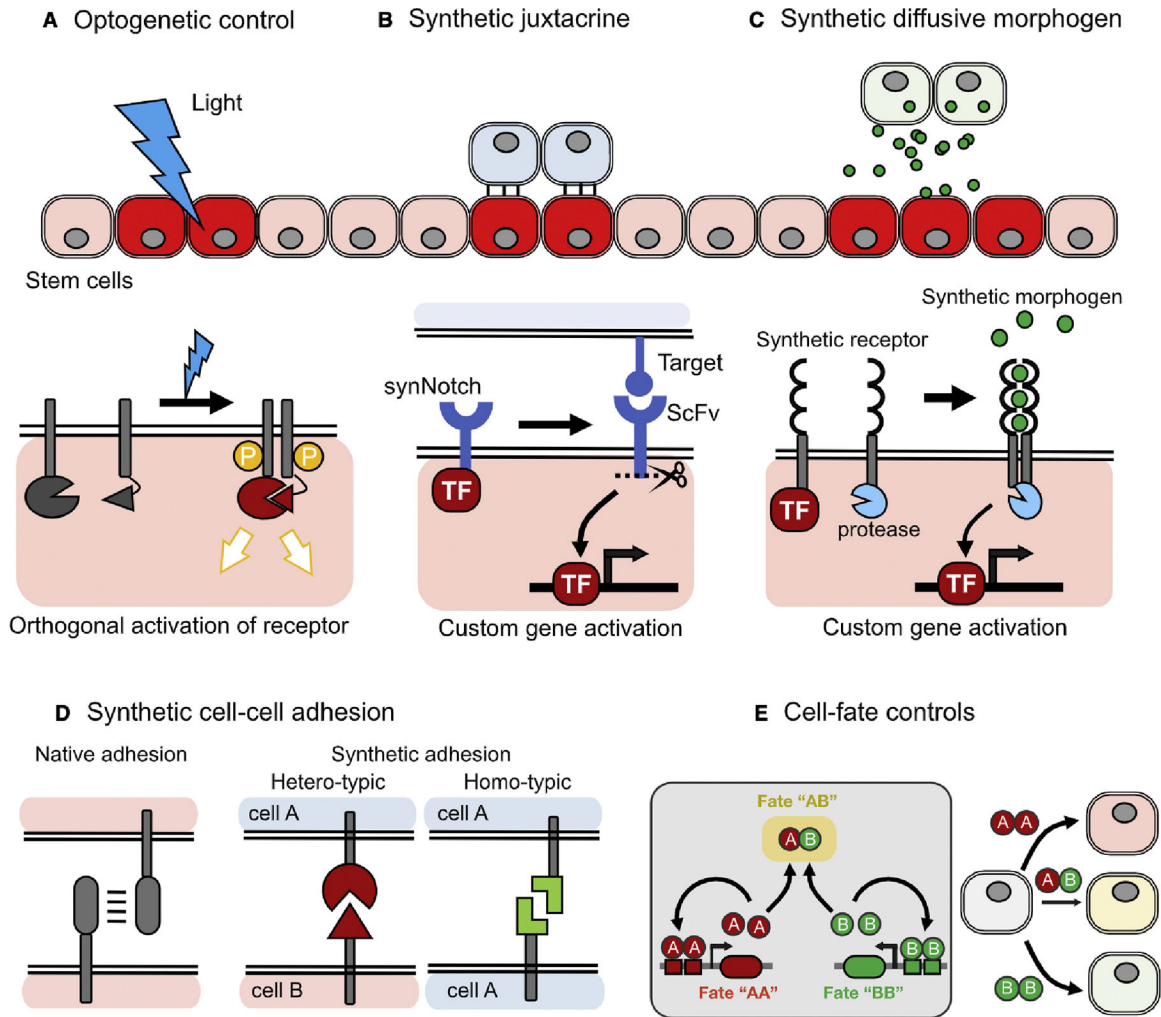 A Optogenetic control
B Synthetic juxtacrine
C Synthetic diffusive morphogen
Light
Stem cells
P P
Orthogonal activation of receptor
synNotch
Target
ScFv
TF
TF
Custom gene activation
Synthetic morphogen
Synthetic receptor
TF
protease
TF
Custom gene activation
D Synthetic cell-cell adhesion
Native adhesion
Synthetic adhesion
Hetero-typic
Homo-typic
cell A
cell A
cell B
cell A
E Cell-fate controls
Fate “AB”
A B
A A
B B
A A
B B
Fate “AA”
Fate “BB”
A A
A B
B B